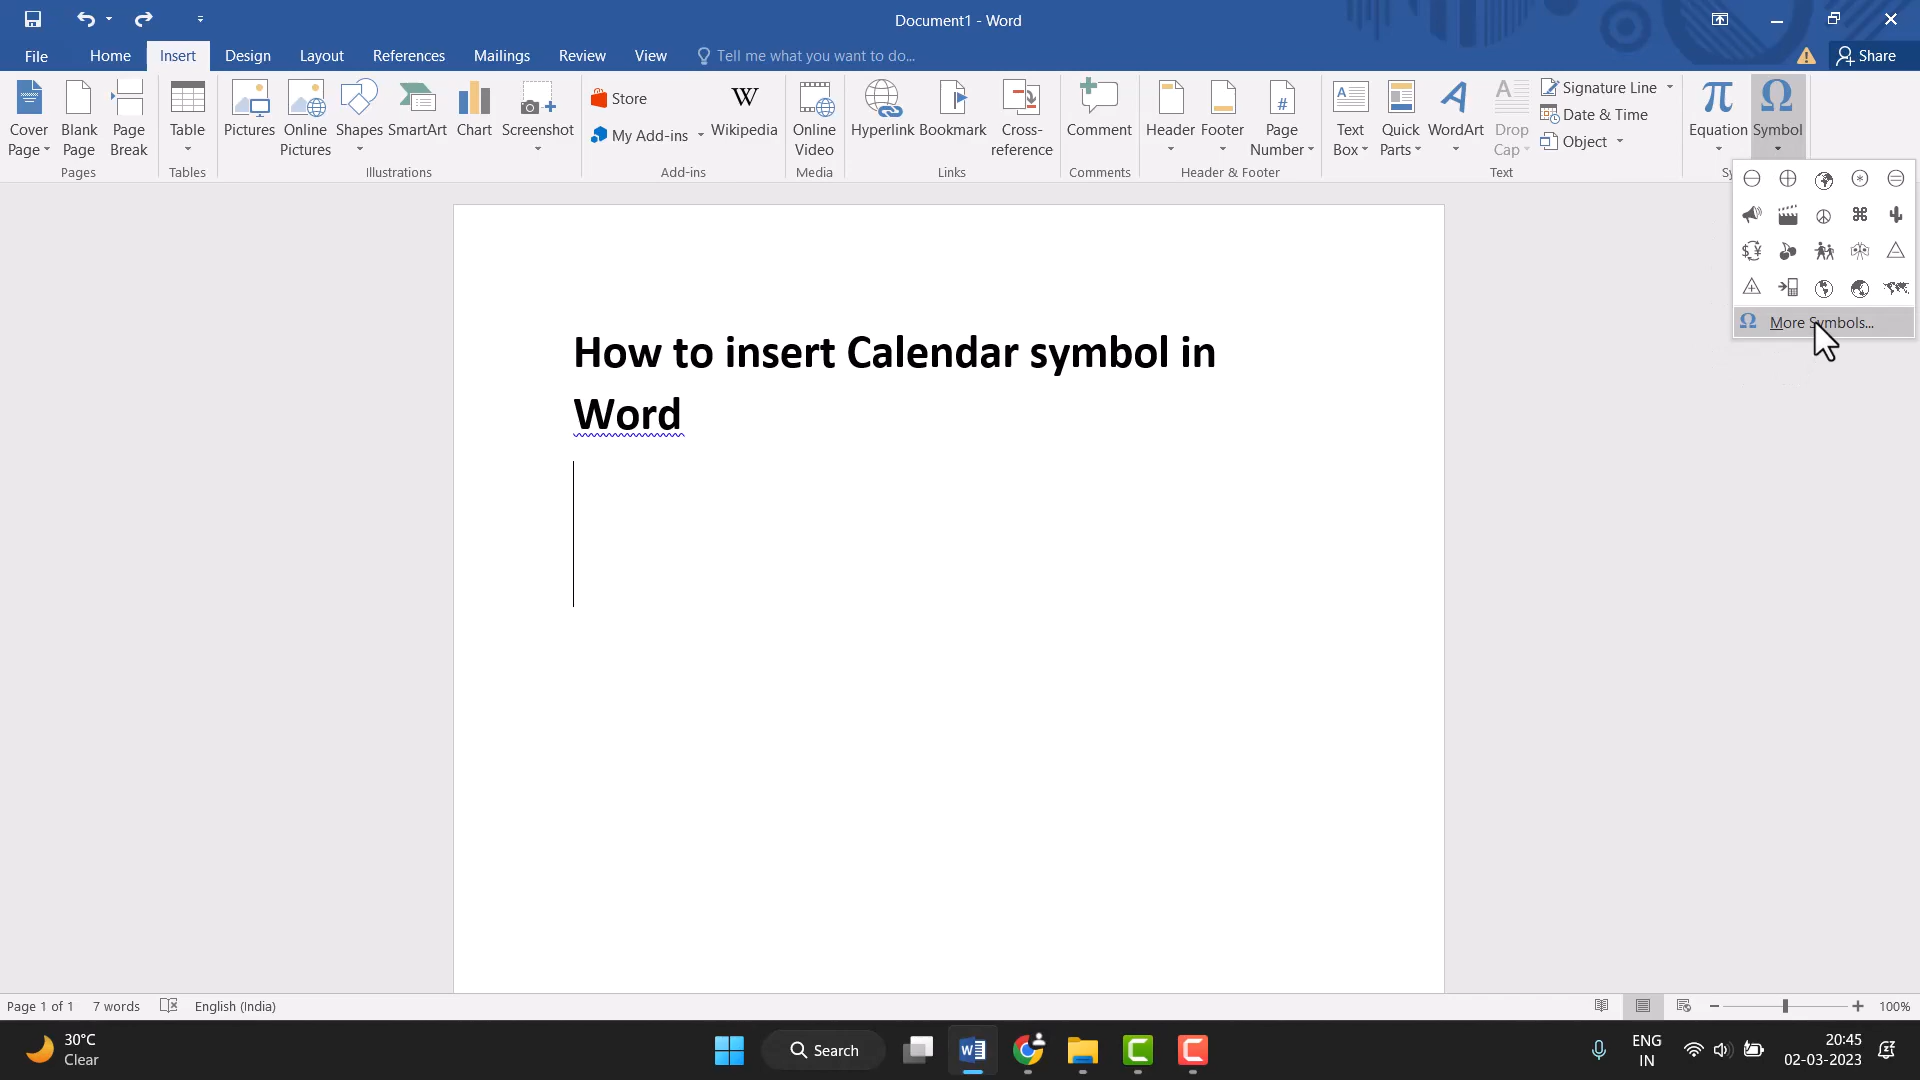 Document1 - Word
File Home Insert Design Layout References Mailings Review View Tell me what you want to do... Share
Cover Page
Blank Page
Page Break
Pages
Table
Tables
Pictures
Online Pictures
Shapes
SmartArt
Chart
Screenshot
Illustrations
Store
My Add-ins
Wikipedia
Add-ins
Online Video
Media
Hyperlink
Bookmark
Cross-
reference
Links
Comment
Comments
Header
Footer
Page Number
Header & Footer
Text Box
Quick Parts
WordArt
Drop Cap
Signature Line
Date & Time
Object
Text
Equation
Symbol
Sy
More Symbols...
How to insert Calendar symbol in
Word
Page 1 of 1 7 words English (India) 100%
30°C
Clear
Search
ENG
IN
20:45
02-03-2023